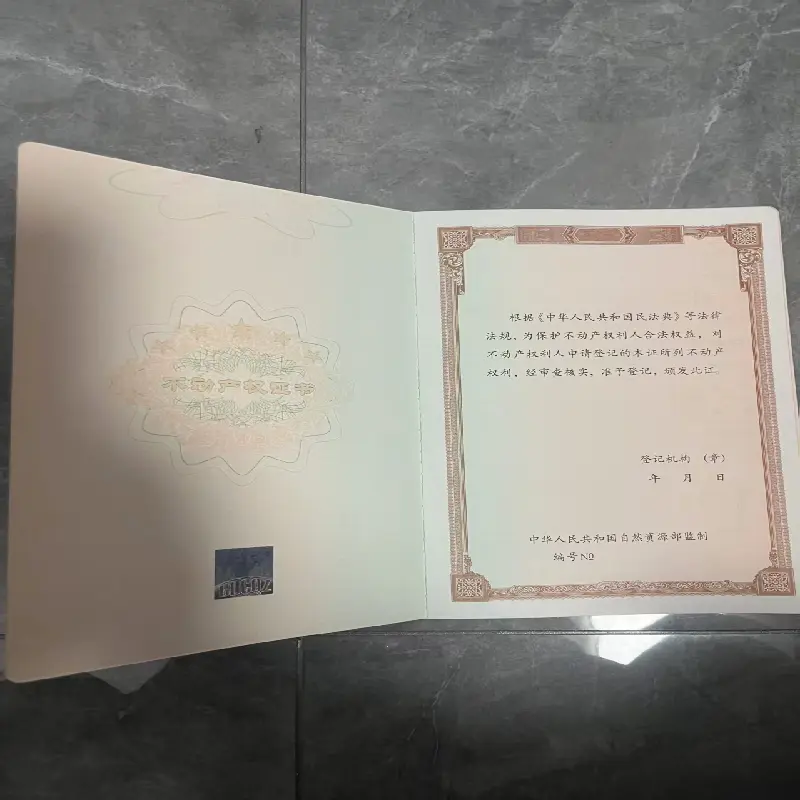 不动产权证书
根据《中华人民共和国民法典》等法律
法规，为保护不动产权利人合法权益，对
不动产权利人申请登记的本证所列不动产
权利，经审查核实，准予登记，颁发此证。
登记机构 （章）
年 月 日
中华人民共和国自然资源部监制
编号№